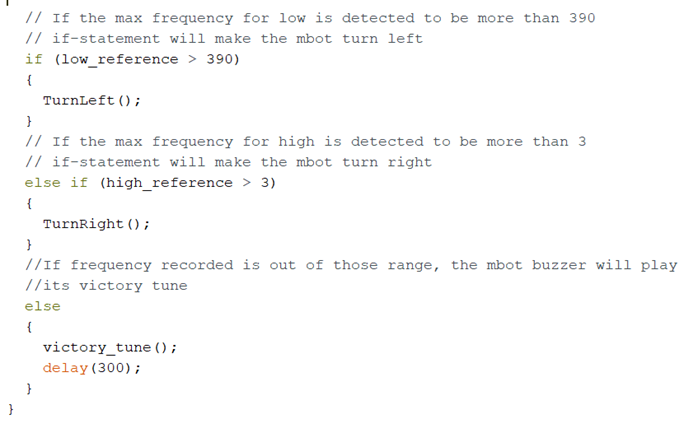 // If the max frequency for low is detected to be more than 390
// if-statement will make the mbot turn left
if (low_reference > 390)
{
TurnLeft();
}
// If the max frequency for high is detected to be more than 3
// if-statement will make the mbot turn right
else if (high_reference > 3)
{
TurnRight();
}
//If frequency recorded is out of those range, the mbot buzzer will play
//its victory tune
else
{
victory_tune();
delay(300);
}
}